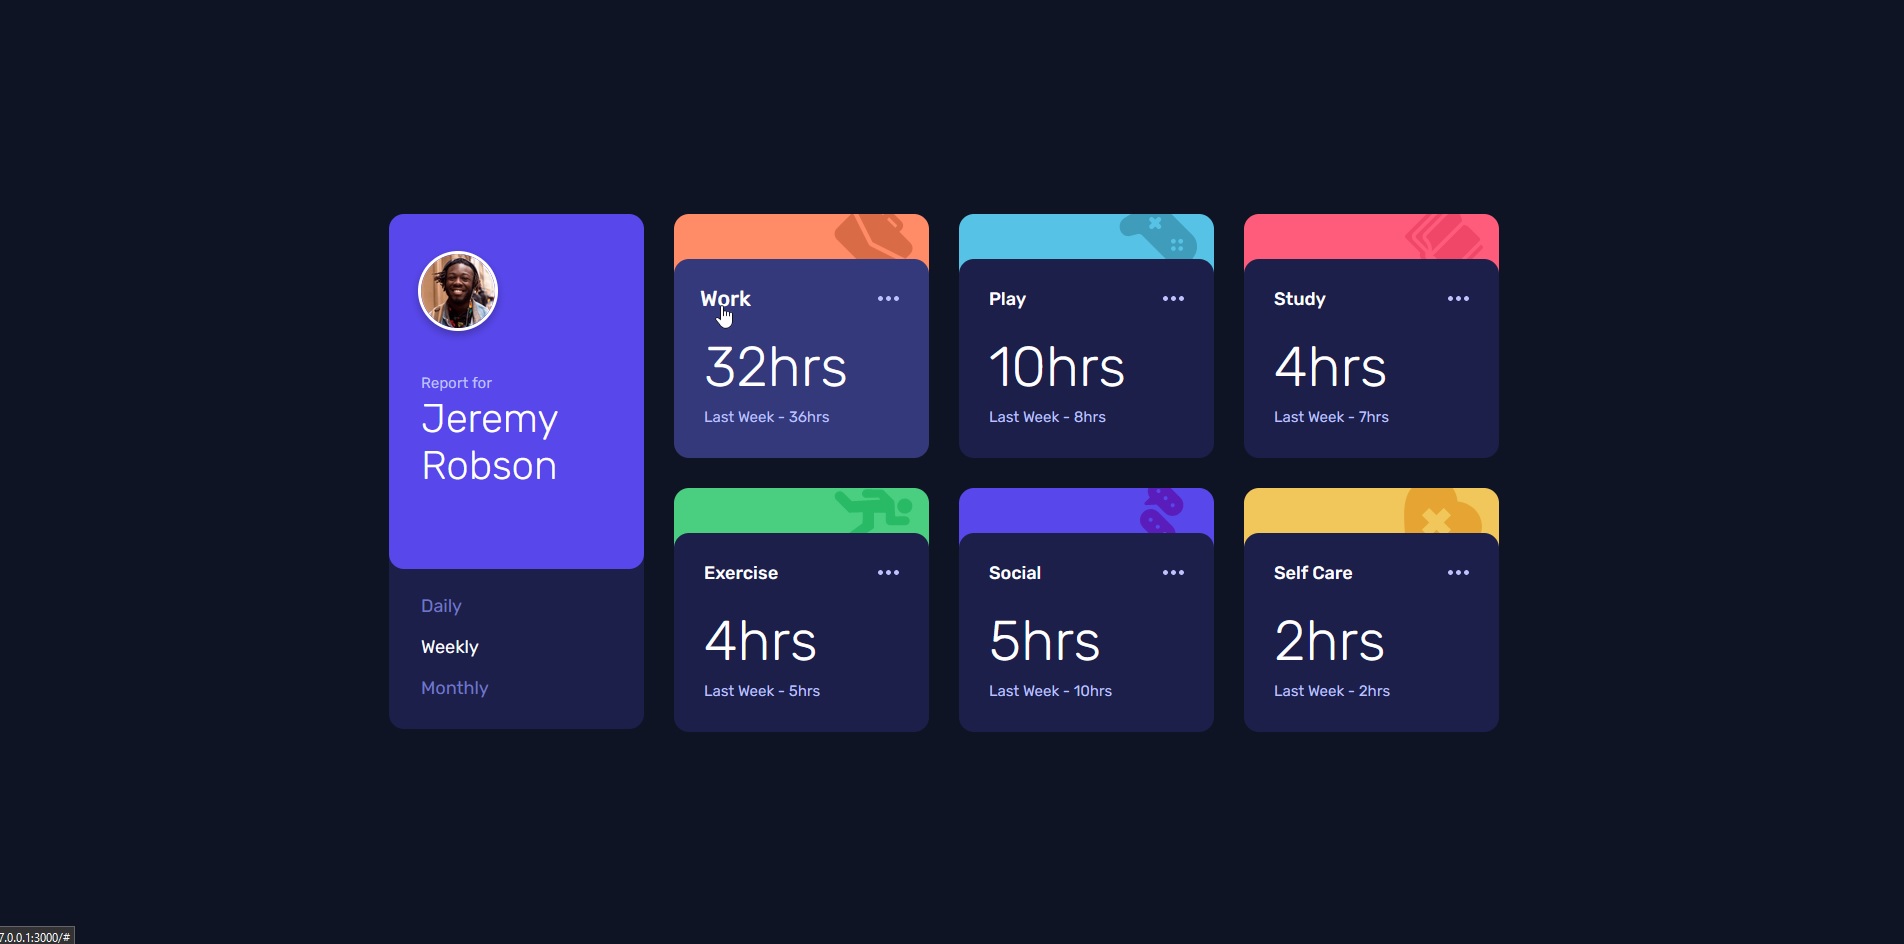 Report for
Jeremy
Robson
Daily
Weekly
Monthly
Work
32hrs
Last Week - 36hrs
Play
10hrs
Last Week - 8hrs
Study
4hrs
Last Week - 7hrs
Exercise
4hrs
Last Week - 5hrs
Social
5hrs
Last Week - 10hrs
Self Care
2hrs
Last Week - 2hrs
7.0.0.1:3000/#